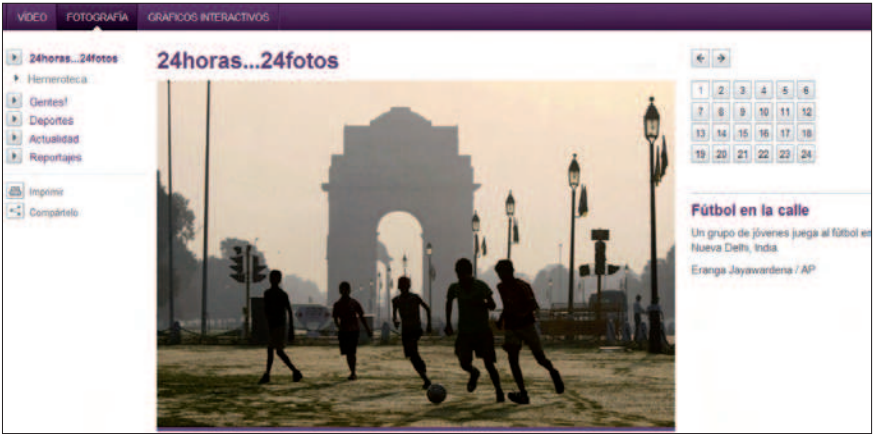 VÍDEO FOTOGRAFÍA GRÁFICOS INTERACTIVOS
24horas...24fotos
Hemeroteca
Gentes!
Deportes
Actualidad
Reportajes
Imprimir
Compártelo
24horas...24fotos
1 2 3 4 5 6
7 8 9 10 11 12
13 14 15 16 17 18
19 20 21 22 23 24
Fútbol en la calle
Un grupo de jóvenes juega al fútbol en
Nueva Delhi, India.
Eranga Jayawardena / AP